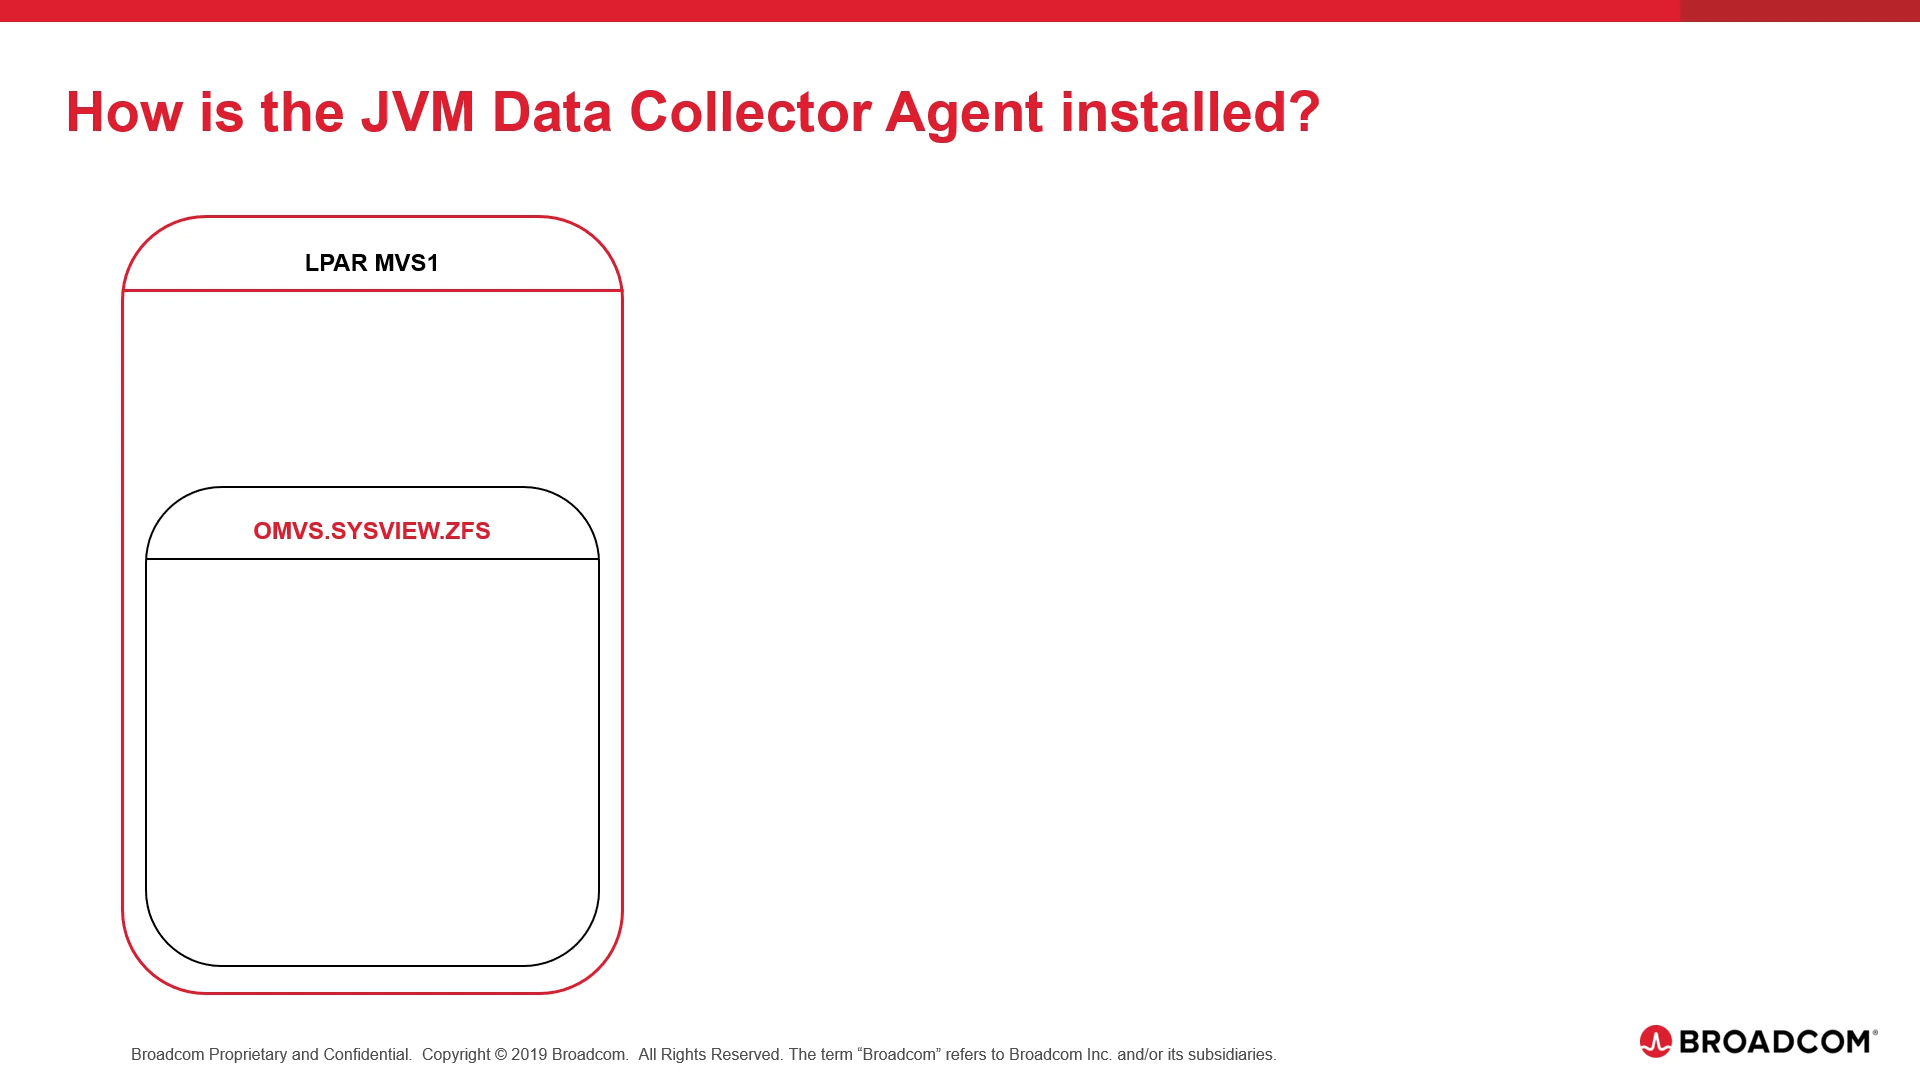 How is the JVM Data Collector Agent installed?
LPAR MVS1
OMVS.SYSVIEW.ZFS
Broadcom Proprietary and Confidential.  Copyright © 2019 Broadcom.  All Rights Reserved. The term “Broadcom” refers to Broadcom Inc. and/or its subsidiaries.
BROADCOM®